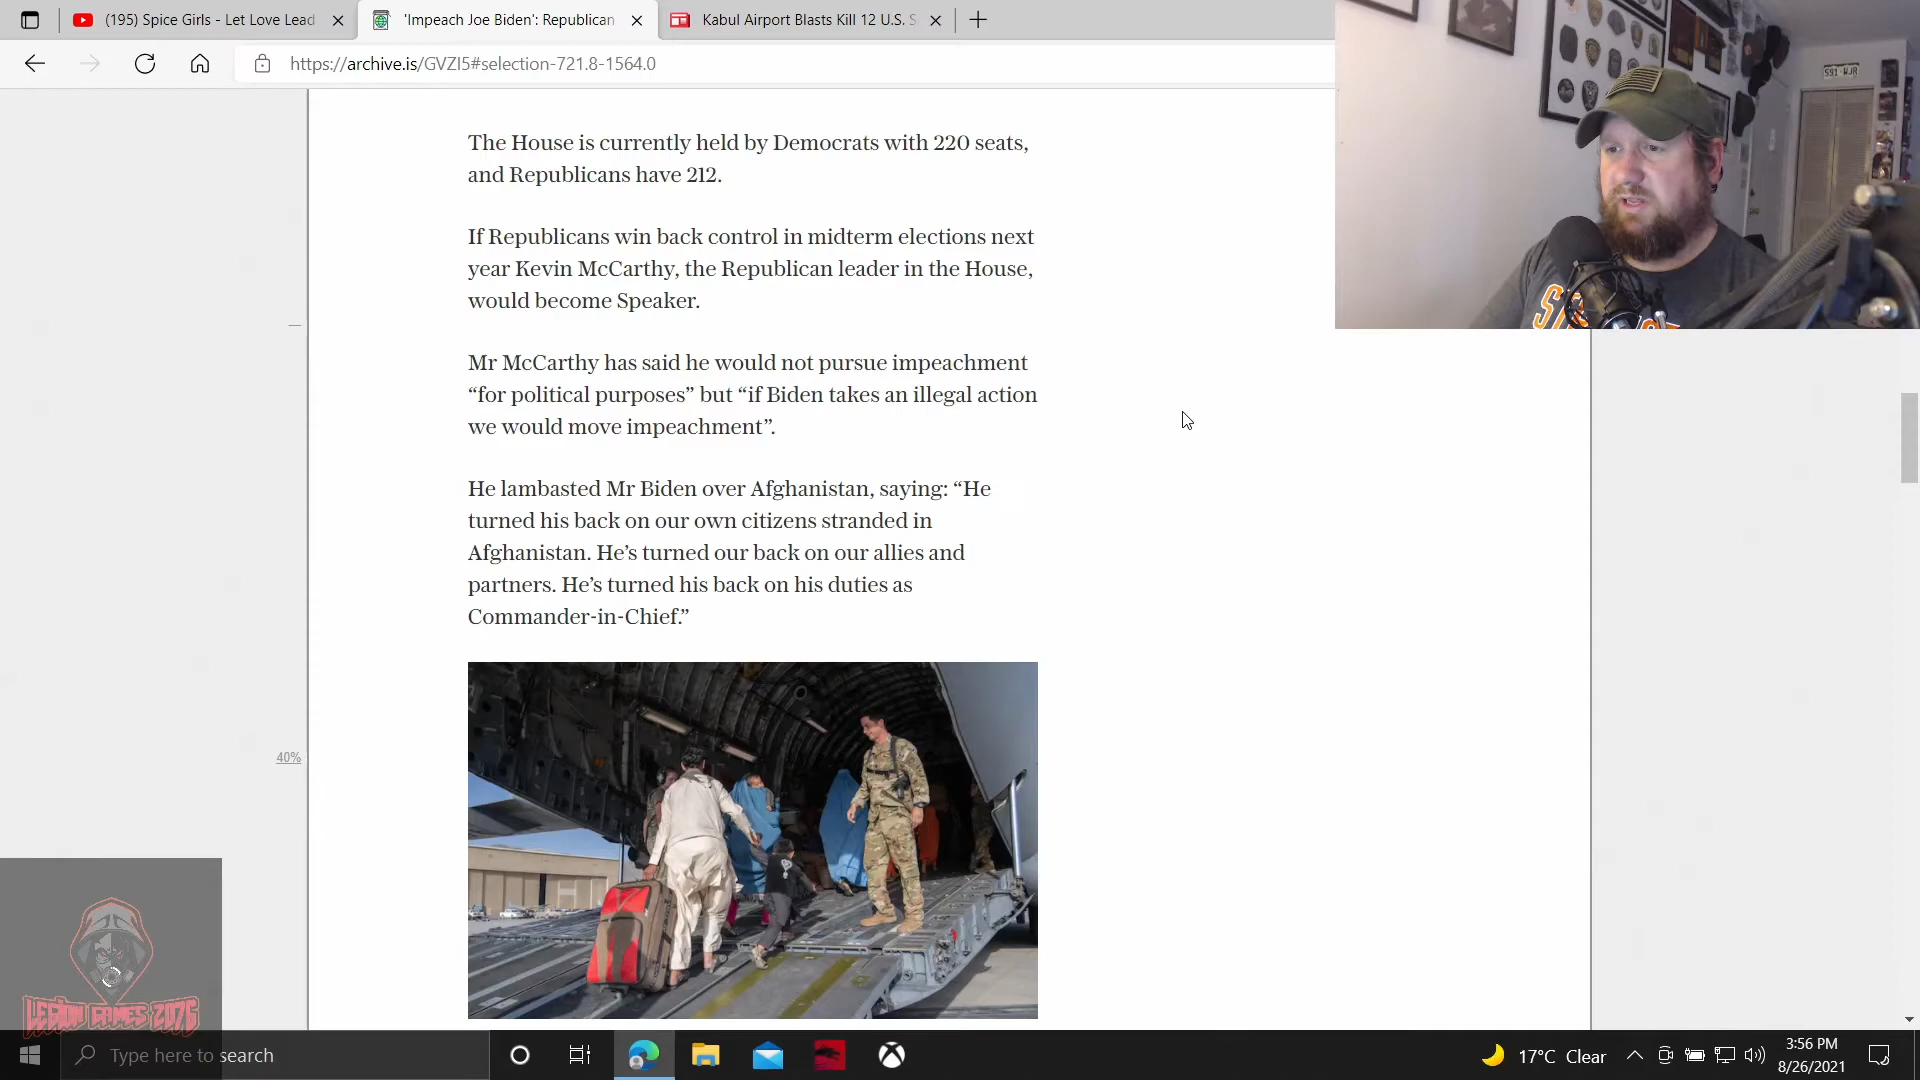 (195) Spice Girls - Let Love Lead
'Impeach Joe Biden': Republican
Kabul Airport Blasts Kill 12 U.S. S
https://archive.is/GVZI5#selection-721.8-1564.0
591 WJR
The House is currently held by Democrats with 220 seats,
and Republicans have 212.
If Republicans win back control in midterm elections next
year Kevin McCarthy, the Republican leader in the House,
would become Speaker.
Mr McCarthy has said he would not pursue impeachment
“for political purposes” but “if Biden takes an illegal action
we would move impeachment”.
He lambasted Mr Biden over Afghanistan, saying: “He
turned his back on our own citizens stranded in
Afghanistan. He’s turned our back on our allies and
partners. He’s turned his back on his duties as
Commander-in-Chief.”
40%
LEGION GAMES 2076
Type here to search
17°C Clear
3:56 PM
8/26/2021